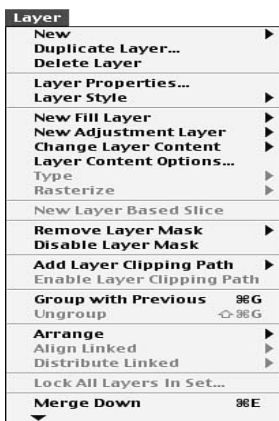 Layer
New
Duplicate Layer...
Delete Layer
Layer Properties...
Layer Style
New Fill Layer
New Adjustment Layer
Change Layer Content
Layer Content Options...
Type
Rasterize
New Layer Based Slice
Remove Layer Mask
Disable Layer Mask
Add Layer Clipping Path
Enable Layer Clipping Path
Group with Previous ⌘G
Ungroup ⇧⌘G
Arrange
Align Linked
Distribute Linked
Lock All Layers In Set...
Merge Down ⌘E